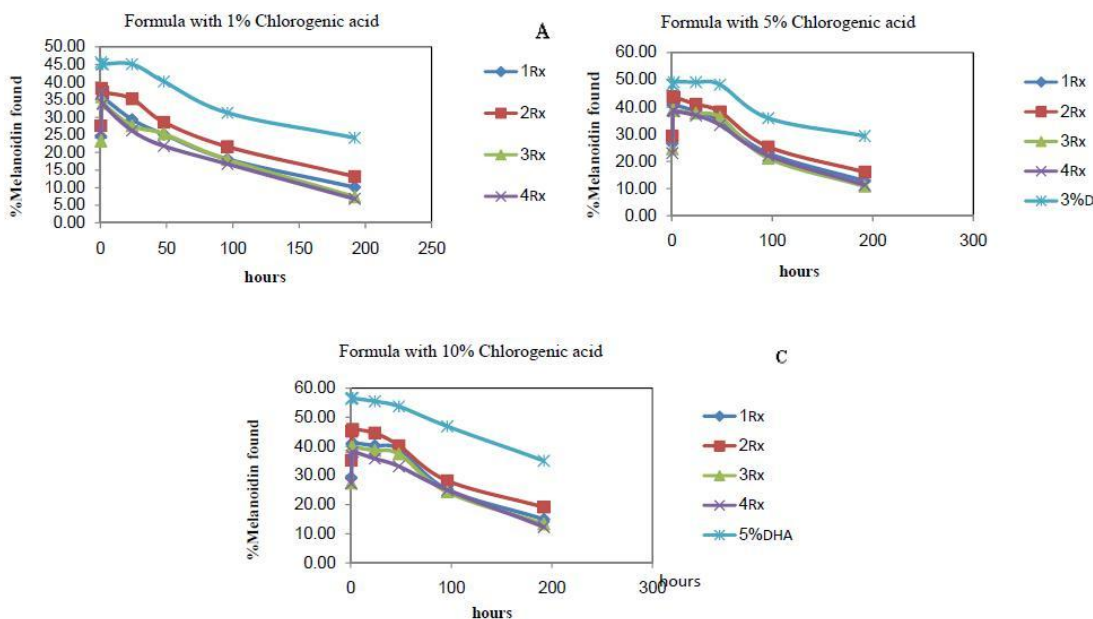 Formula with 1% Chlorogenic acid
A
%Melanoidin found
50.00
45.00
40.00
35.00
30.00
25.00
20.00
15.00
10.00
5.00
0.00
0 50 100 150 200 250
hours
1Rx
2Rx
3Rx
4Rx
Formula with 5% Chlorogenic acid
%Melanoidin found
60.00
50.00
40.00
30.00
20.00
10.00
0.00
0 100 200 300
hours
1Rx
2Rx
3Rx
4Rx
3%D
Formula with 10% Chlorogenic acid
C
%Melanoidin found
60.00
50.00
40.00
30.00
20.00
10.00
0.00
0 100 200 300
hours
hours
1Rx
2Rx
3Rx
4Rx
5%DHA